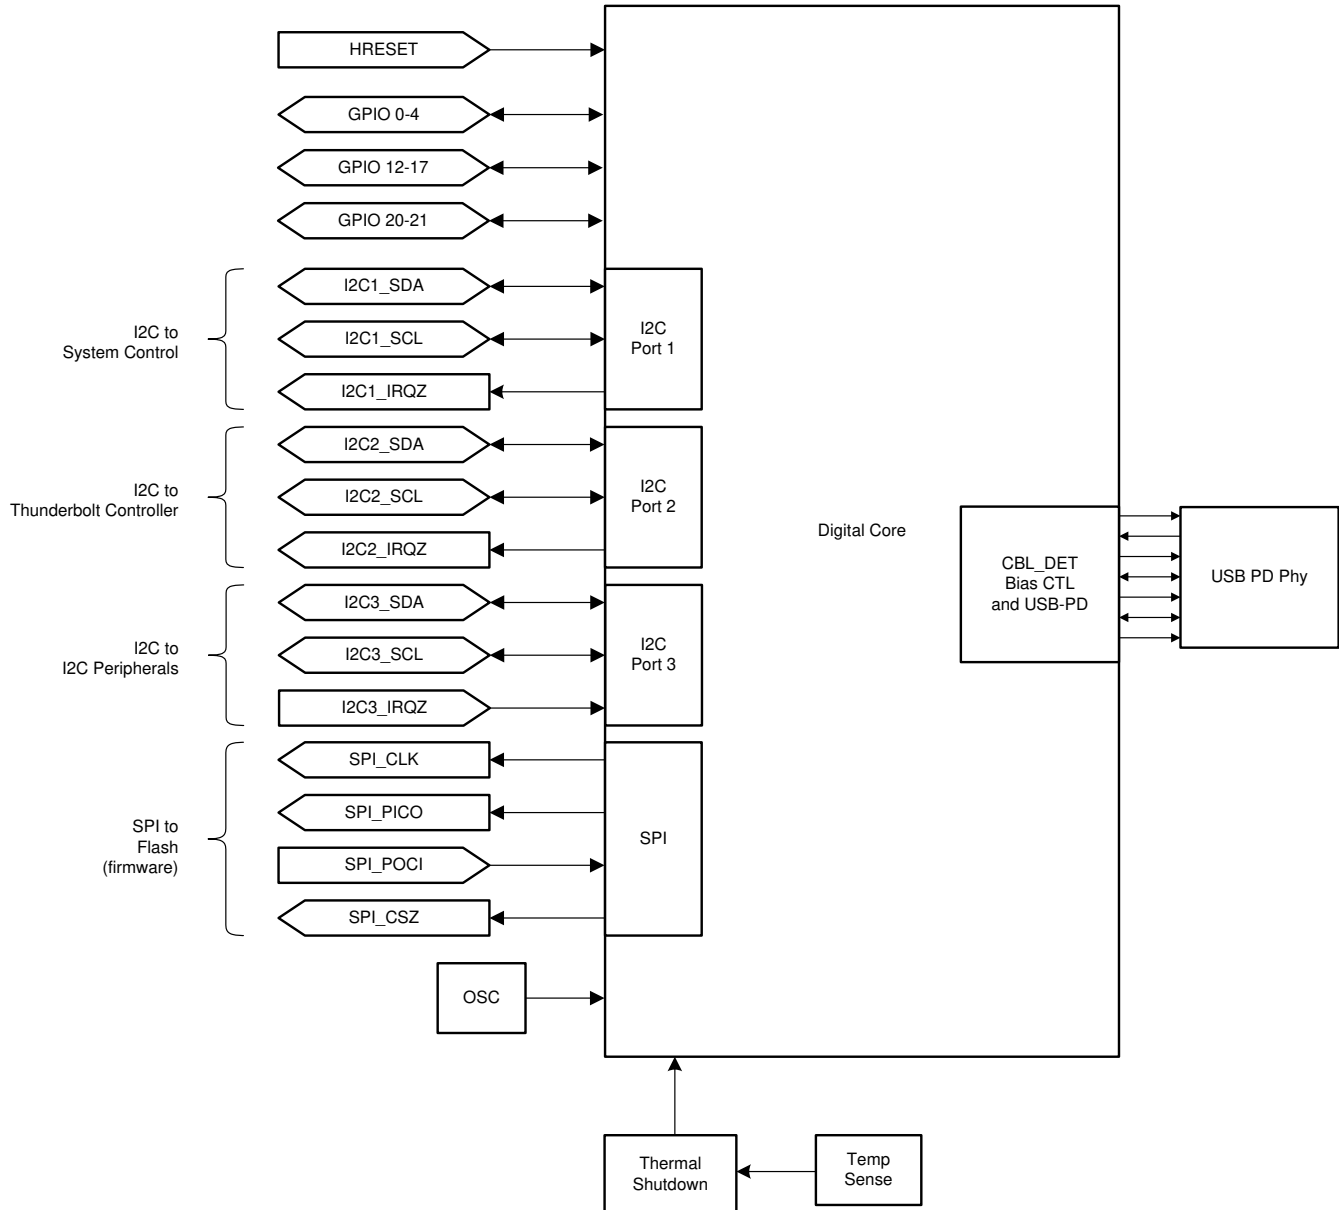 HRESET
GPIO 0-4
GPIO 12-17
GPIO 20-21
I2C to
System Control
I2C1_SDA
I2C1_SCL
I2C1_IRQZ
I2C
Port 1
I2C to
Thunderbolt Controller
I2C2_SDA
I2C2_SCL
I2C2_IRQZ
I2C
Port 2
I2C to
I2C Peripherals
I2C3_SDA
I2C3_SCL
I2C3_IRQZ
I2C
Port 3
SPI to
Flash
(firmware)
SPI_CLK
SPI_PICO
SPI_POCI
SPI_CSZ
SPI
Digital Core
CBL_DET
Bias CTL
and USB-PD
USB PD Phy
OSC
Thermal
Shutdown
Temp
Sense